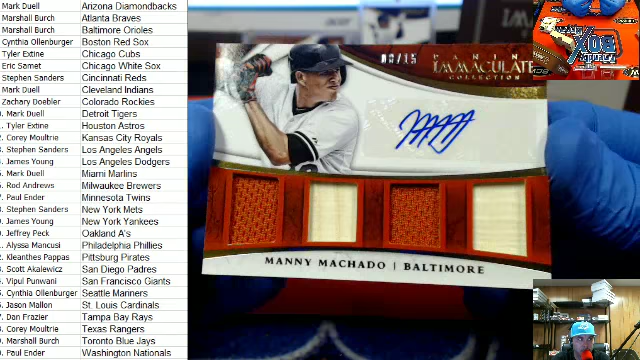 Mark Duell Arizona Diamondbacks
Marshall Burch Atlanta Braves
Marshall Burch Baltimore Orioles
Cynthia Ollenburger Boston Red Sox
Tyler Extine Chicago Cubs
Eric Samet Chicago White Sox
Stephen Sanders Cincinnati Reds
Mark Duell Cleveland Indians
Zachary Doebler Colorado Rockies
Mark Duell Detroit Tigers
Tyler Extine Houston Astros
Corey Moultrie Kansas City Royals
Stephen Sanders Los Angeles Angels
James Young Los Angeles Dodgers
Mark Duell Miami Marlins
Rod Andrews Milwaukee Brewers
Paul Ender Minnesota Twins
Stephen Sanders New York Mets
James Young New York Yankees
Jeffrey Peck Oakland A's
Alyssa Mancusi Philadelphia Phillies
Kleanthes Pappas Pittsburg Pirates
Scott Akalewicz San Diego Padres
Vipul Punwani San Francisco Giants
Cynthia Ollenburger Seattle Mariners
Jason Mallon St. Louis Cardinals
Dan Frazier Tampa Bay Rays
Corey Moultrie Texas Rangers
Marshall Burch Toronto Blue Jays
Paul Ender Washington Nationals
PANINI
IMMACULATE
COLLECTION
MANNY MACHADO | BALTIMORE
BOX